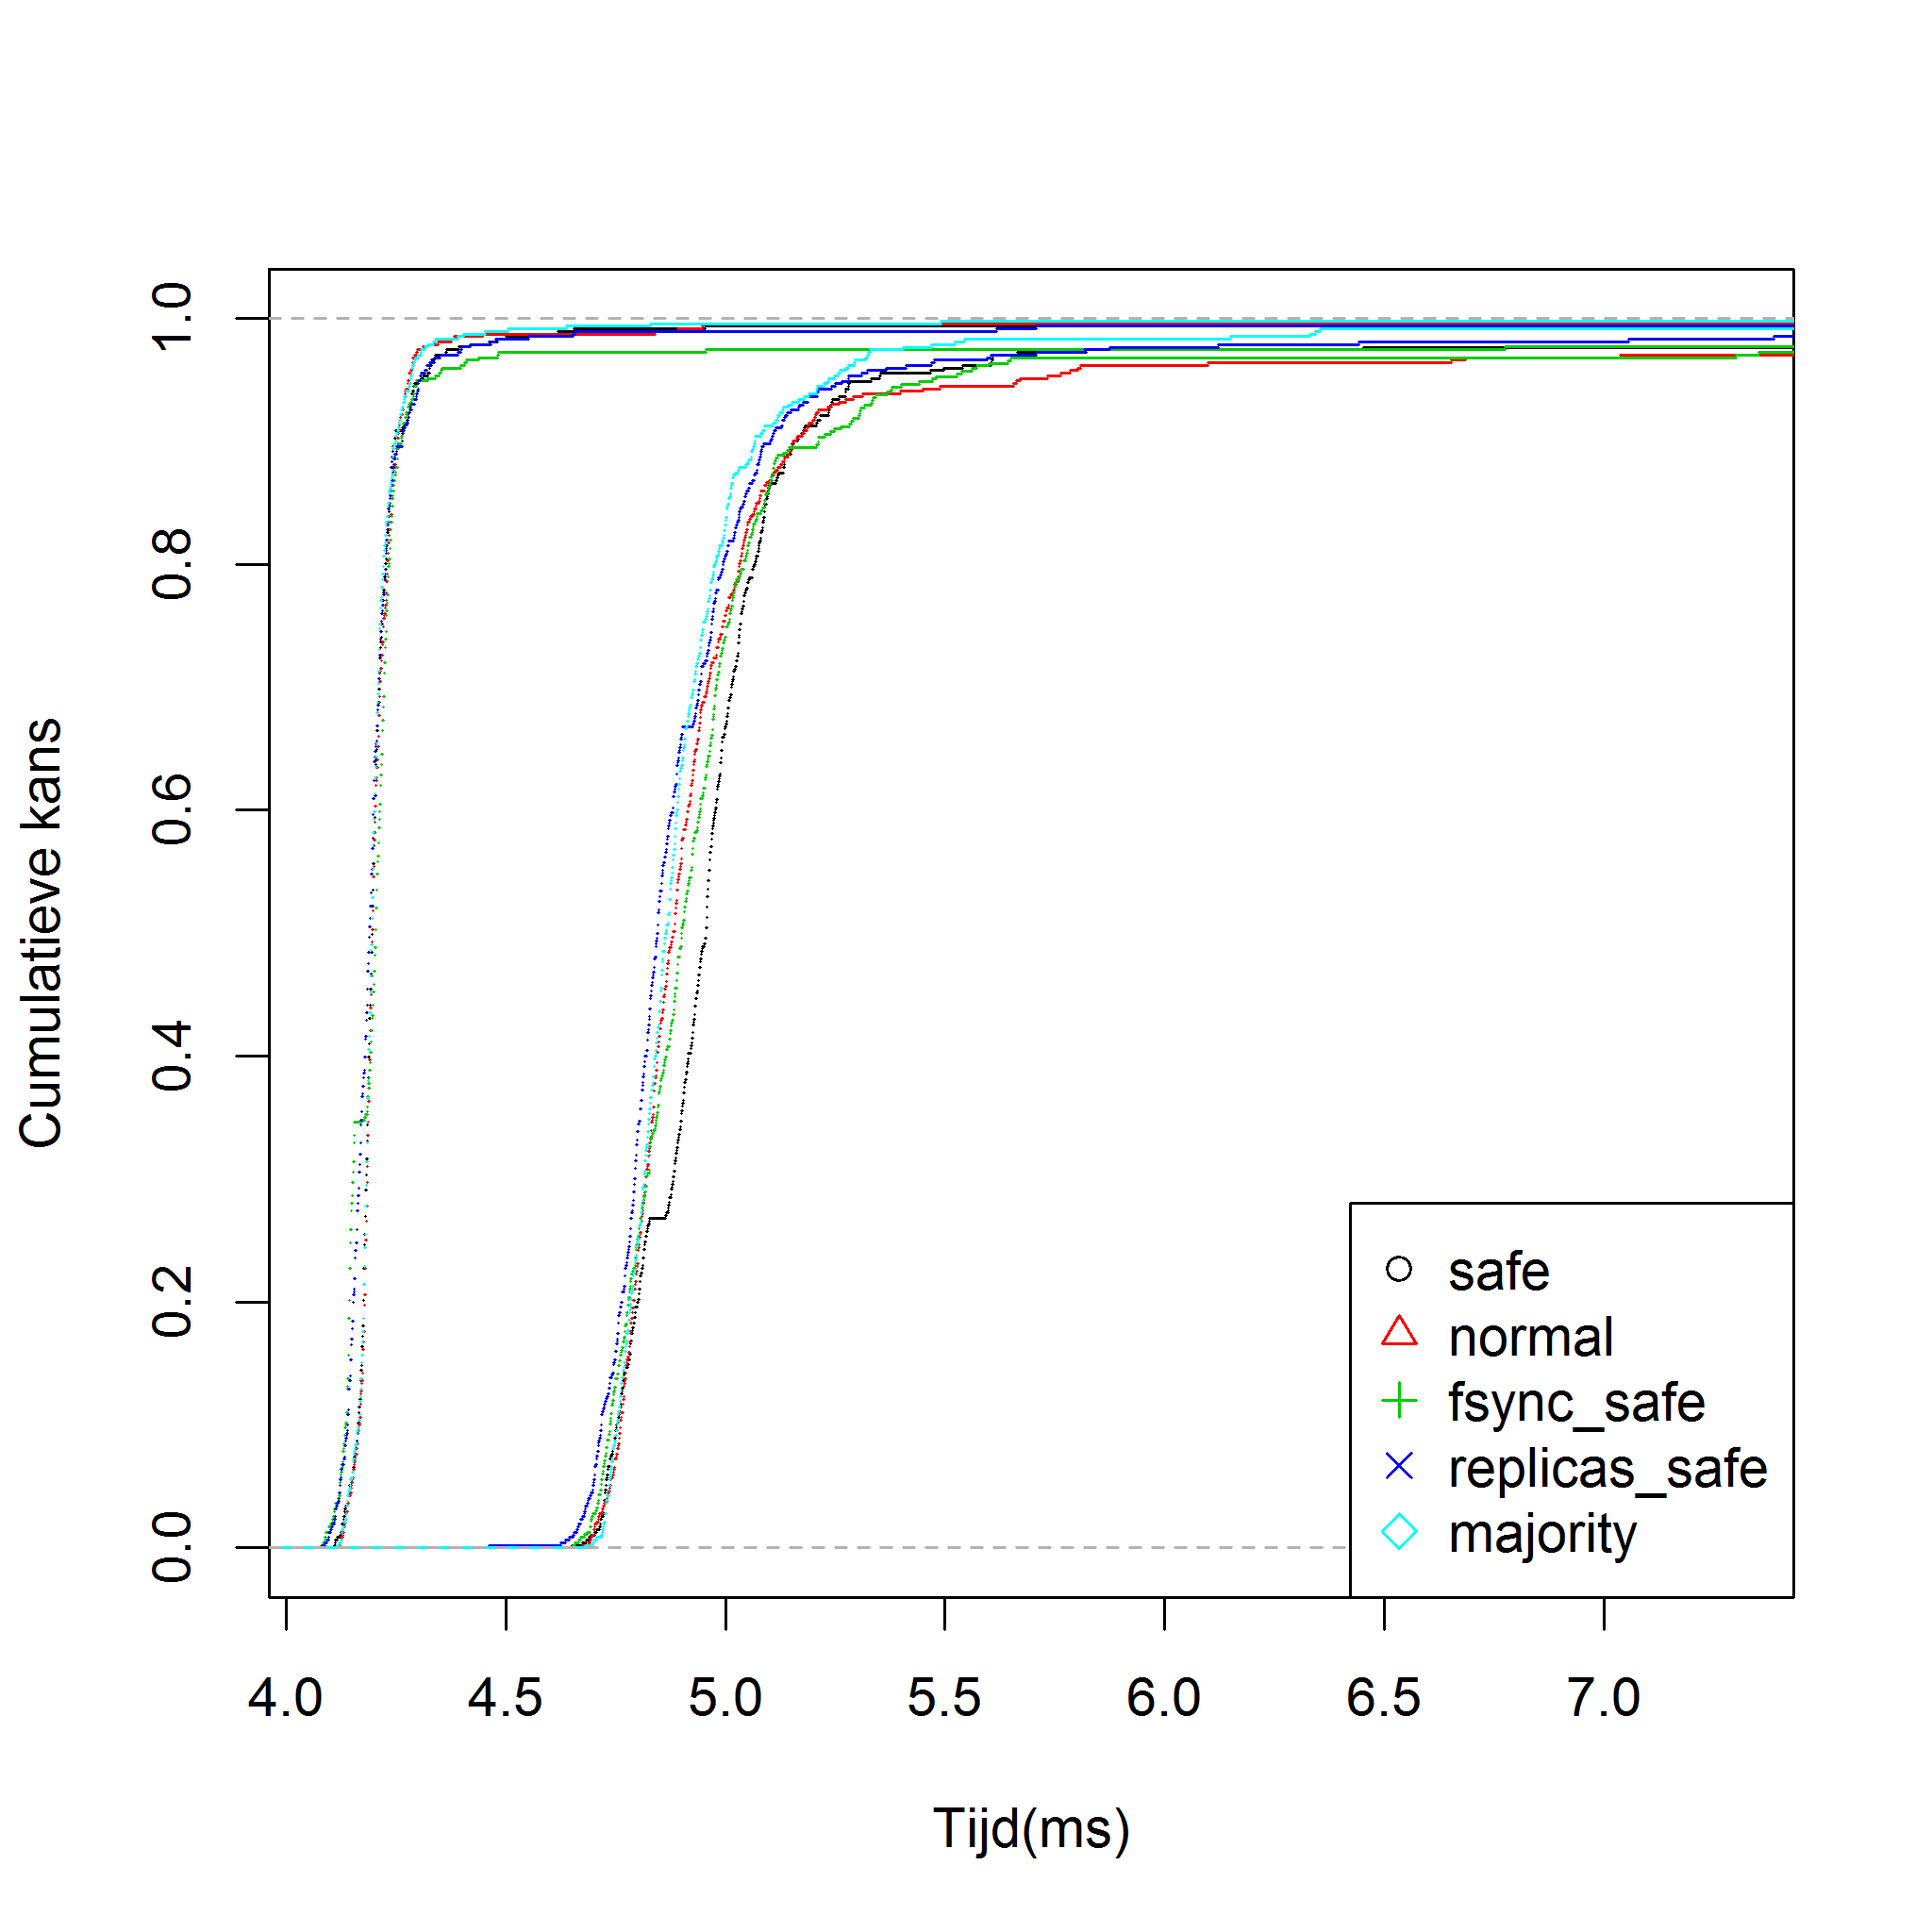 Cumulatieve kans
1.0
0.8
0.6
0.4
0.2
0.0
safe
normal
fsync_safe
replicas_safe
majority
4.0 4.5 5.0 5.5 6.0 6.5 7.0
Tijd(ms)